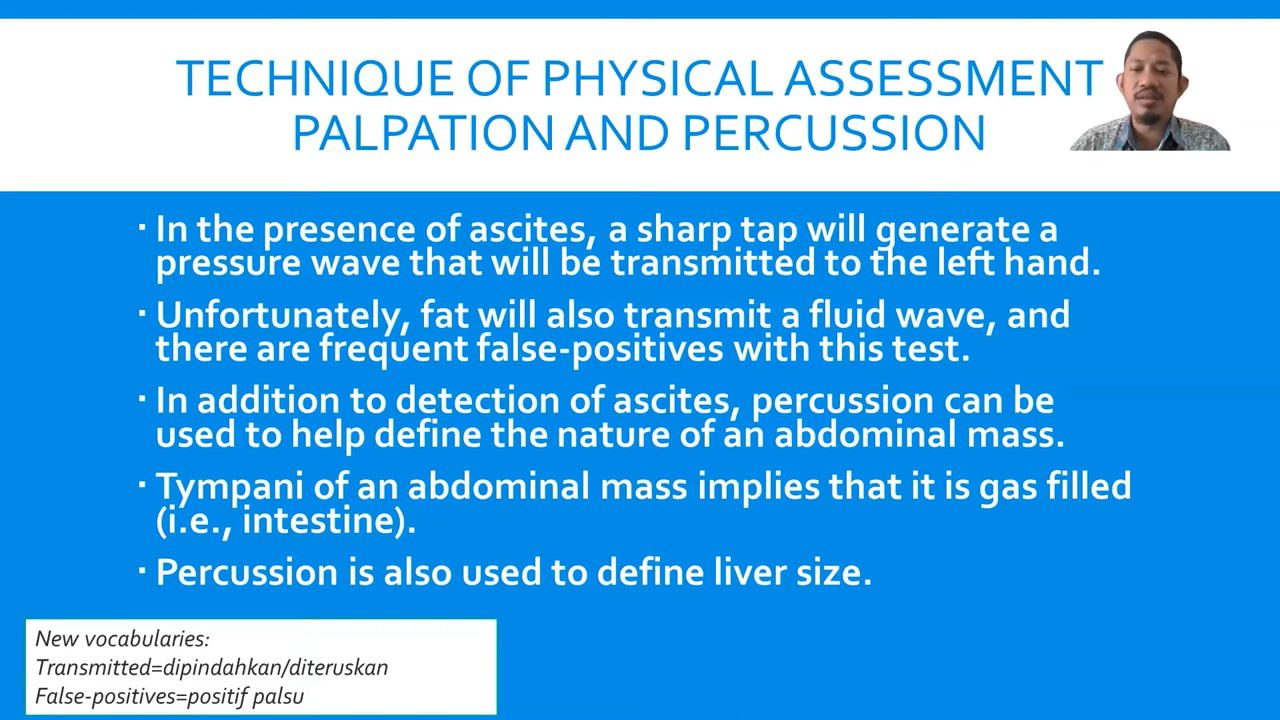 TECHNIQUE OF PHYSICAL ASSESSMENT
PALPATION AND PERCUSSION
▪ In the presence of ascites, a sharp tap will generate a
pressure wave that will be transmitted to the left hand.
▪ Unfortunately, fat will also transmit a fluid wave, and
there are frequent false-positives with this test.
▪ In addition to detection of ascites, percussion can be
used to help define the nature of an abdominal mass.
▪ Tympani of an abdominal mass implies that it is gas filled
(i.e., intestine).
▪ Percussion is also used to define liver size.
New vocabularies:
Transmitted=dipindahkan/diteruskan
False-positives=positif palsu